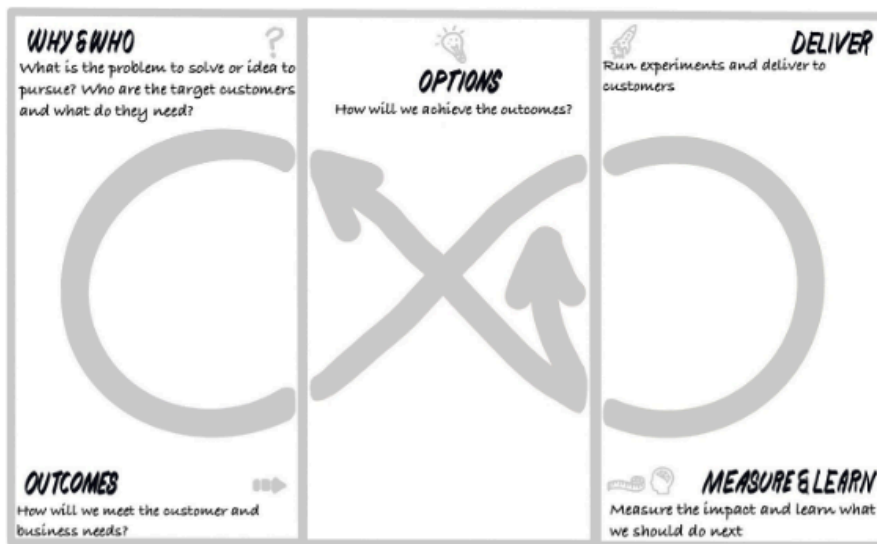 WHY & WHO
What is the problem to solve or idea to
pursue? Who are the target customers
and what do they need?
OPTIONS
How will we achieve the outcomes?
DELIVER
Run experiments and deliver to
customers
OUTCOMES
How will we meet the customer and
business needs?
MEASURE & LEARN
Measure the impact and learn what
we should do next